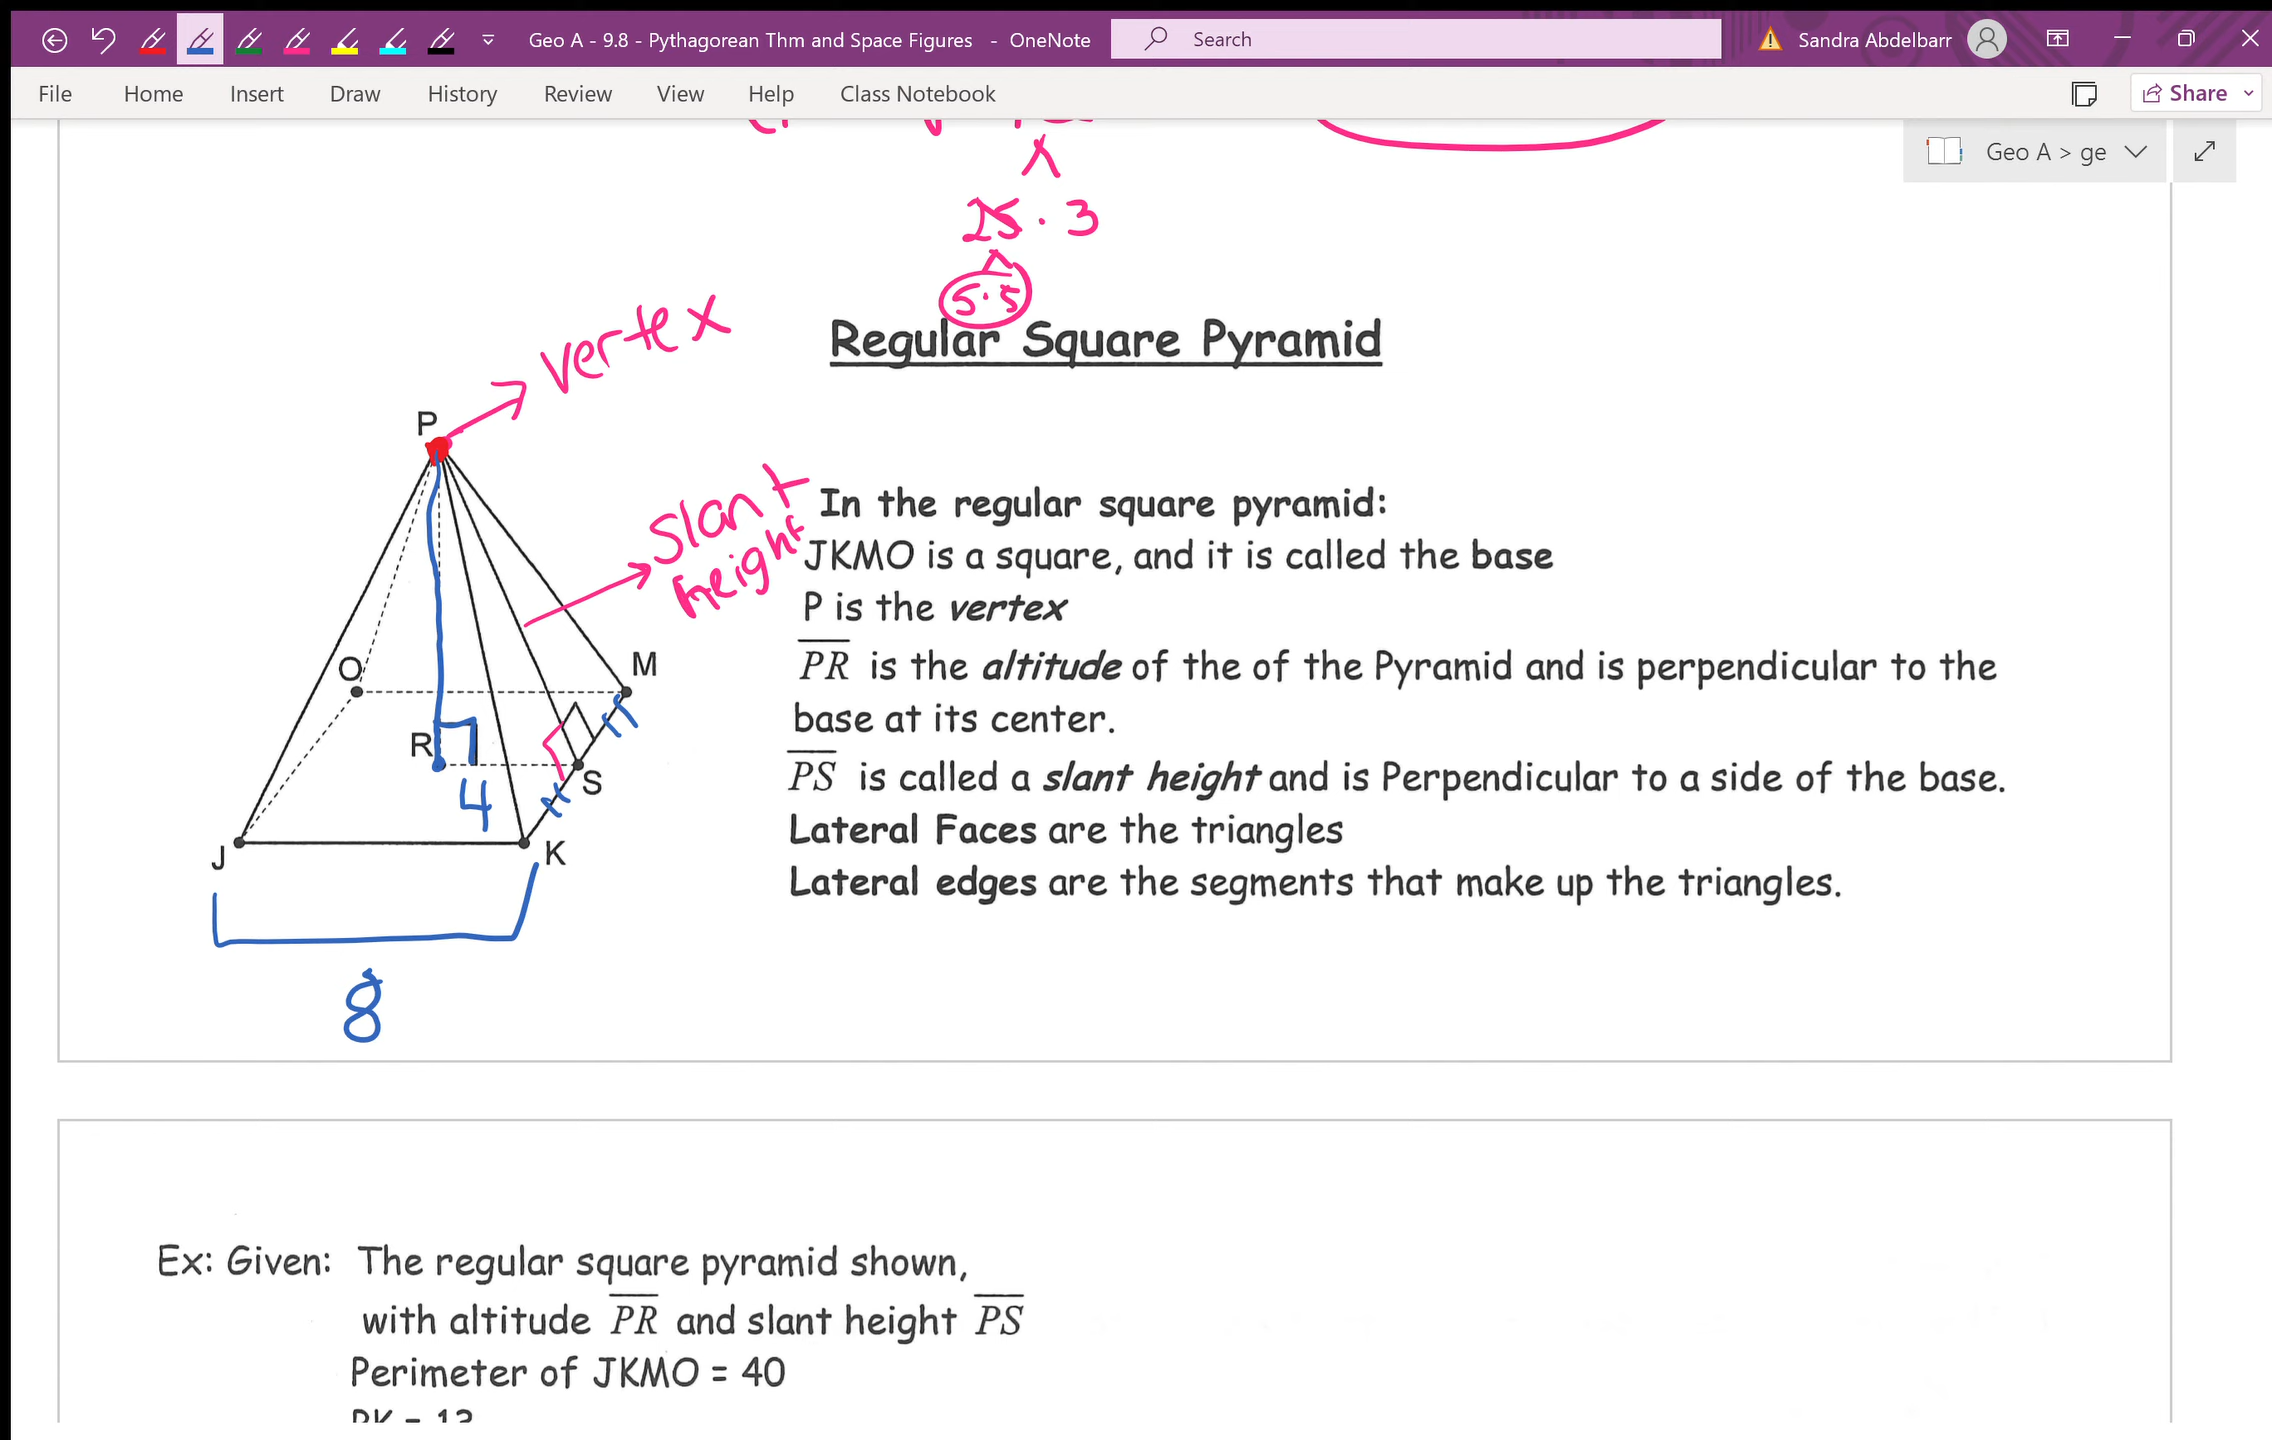 Geo A - 9.8 - Pythagorean Thm and Space Figures - OneNote
Search
Sandra Abdelbarr
File Home Insert Draw History Review View Help Class Notebook
Share
Geo A > ge
25 · 3
5·5
Regular Square Pyramid
vertex
P
slant
height
In the regular square pyramid:
JKMO is a square, and it is called the base
P is the vertex
PR is the altitude of the of the Pyramid and is perpendicular to the
base at its center.
PS is called a slant height and is Perpendicular to a side of the base.
Lateral Faces are the triangles
Lateral edges are the segments that make up the triangles.
O
M
R
S
4
J
K
8
Ex: Given: The regular square pyramid shown,
with altitude PR and slant height PS
Perimeter of JKMO = 40